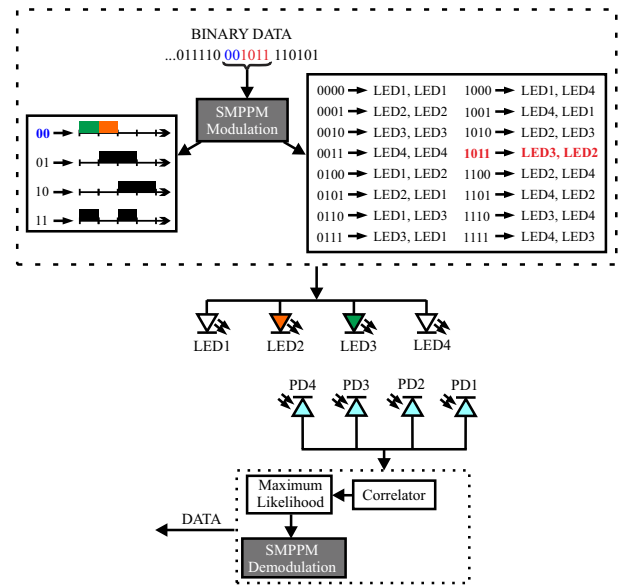 BINARY DATA
...011110 001011 110101
SMPPM
Modulation
00
01
10
11
0000 LED1, LED1
0001 LED2, LED2
0010 LED3, LED3
0011 LED4, LED4
0100 LED1, LED2
0101 LED2, LED1
0110 LED1, LED3
0111 LED3, LED1
1000 LED1, LED4
1001 LED4, LED1
1010 LED2, LED3
1011 LED3, LED2
1100 LED2, LED4
1101 LED4, LED2
1110 LED3, LED4
1111 LED4, LED3
LED1 LED2 LED3 LED4
PD4 PD3 PD2 PD1
Maximum
Likelihood
Correlator
DATA
SMPPM
Demodulation